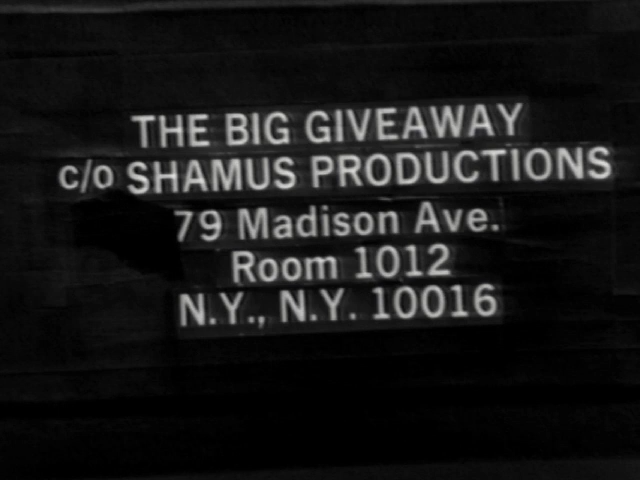 THE BIG GIVEAWAY
c/o SHAMUS PRODUCTIONS
79 Madison Ave.
Room 1012
N.Y., N.Y. 10016